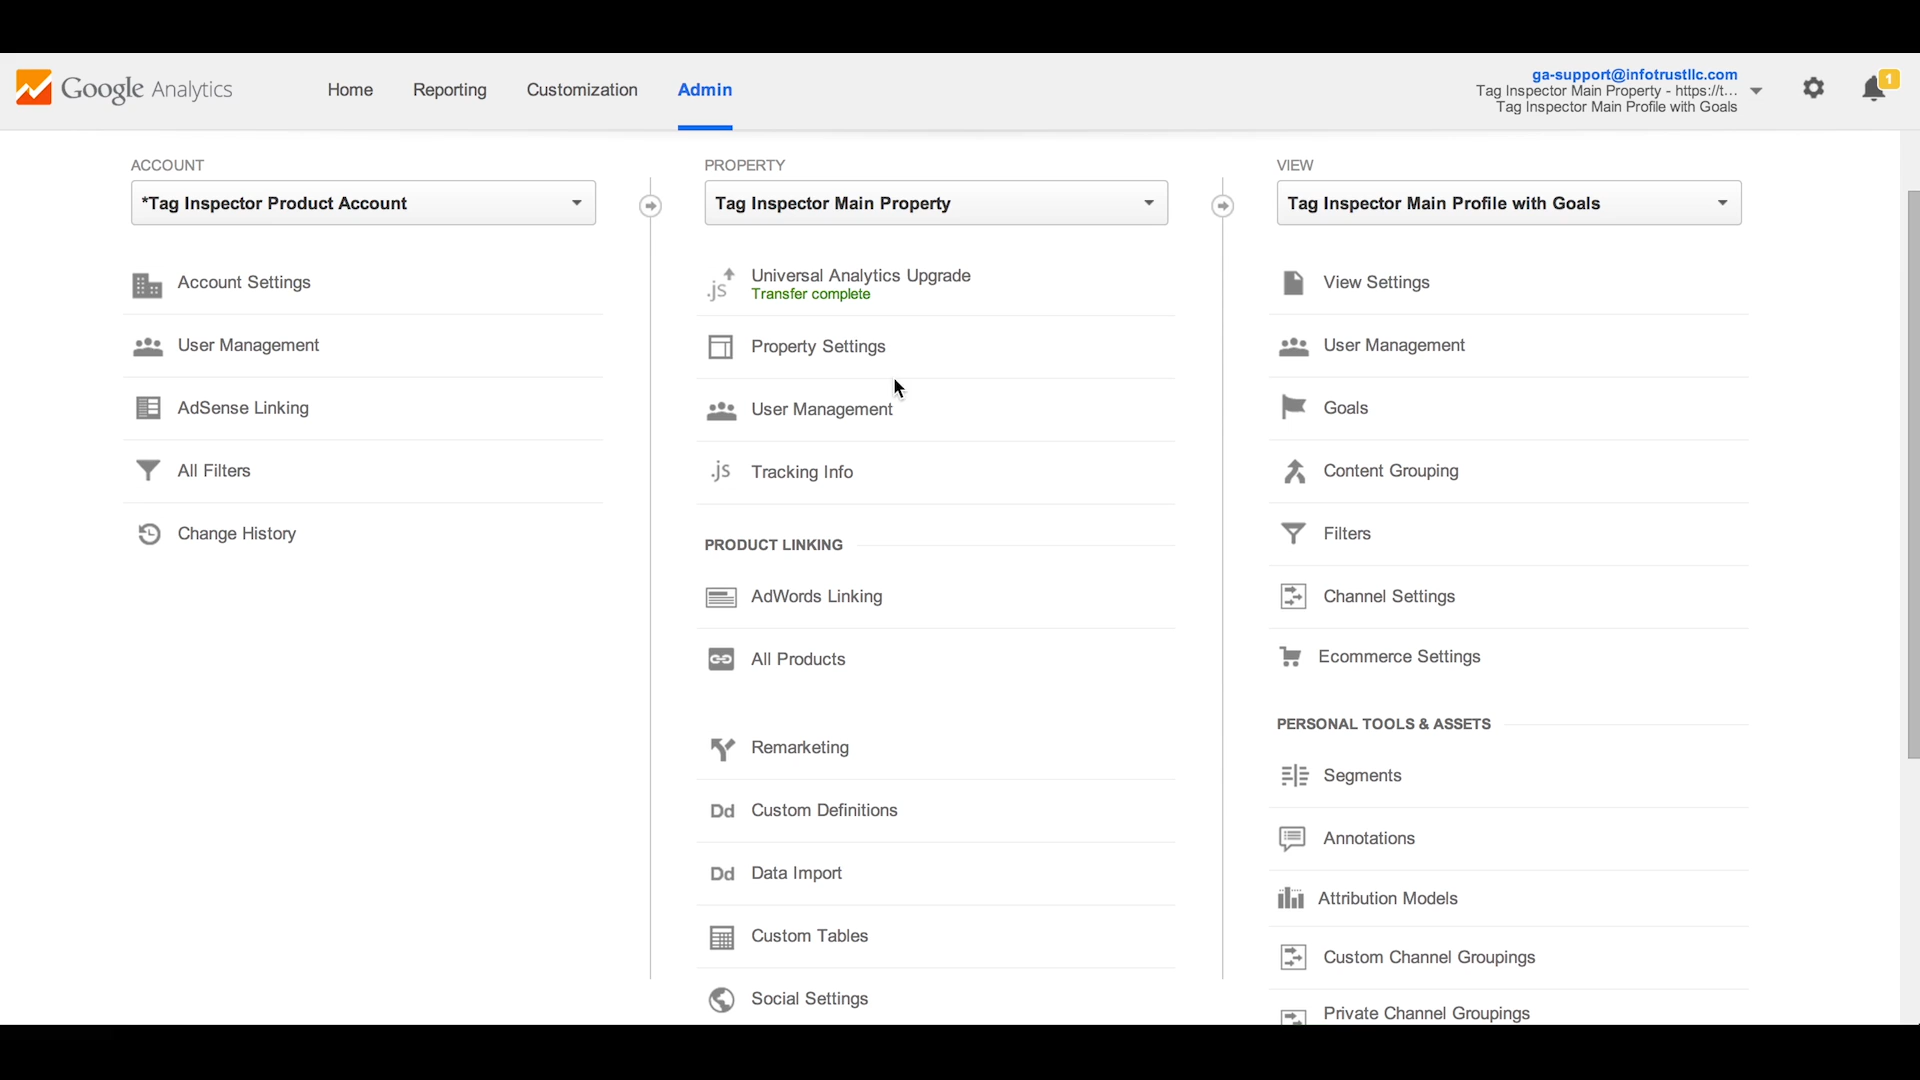 Google Analytics
Home
Reporting
Customization
Admin
ga-support@infotrustllc.com
Tag Inspector Main Property - https://t...
Tag Inspector Main Profile with Goals
1
ACCOUNT
*Tag Inspector Product Account
Account Settings
User Management
AdSense Linking
All Filters
Change History
PROPERTY
Tag Inspector Main Property
.js
Universal Analytics Upgrade
Transfer complete
Property Settings
User Management
.js
Tracking Info
PRODUCT LINKING
AdWords Linking
All Products
Remarketing
Dd
Custom Definitions
Dd
Data Import
Custom Tables
Social Settings
VIEW
Tag Inspector Main Profile with Goals
View Settings
User Management
Goals
Content Grouping
Filters
Channel Settings
Ecommerce Settings
PERSONAL TOOLS & ASSETS
Segments
Annotations
Attribution Models
Custom Channel Groupings
Private Channel Groupings